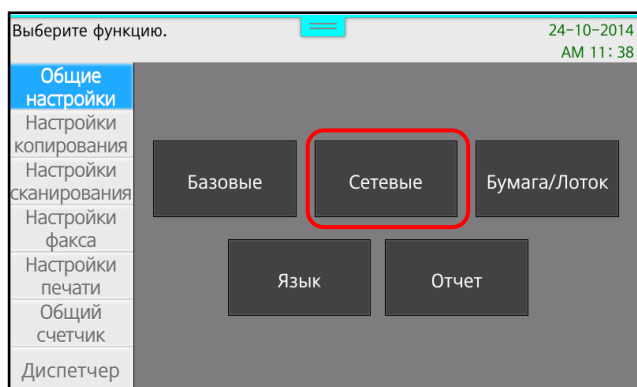 Выберите функцию.
24-10-2014
AM 11:38
Общие
настройки
Настройки
копирования
Настройки
сканирования
Настройки
факса
Настройки
печати
Общий
счетчик
Диспетчер
Базовые
Сетевые
Бумага/Лоток
Язык
Отчет